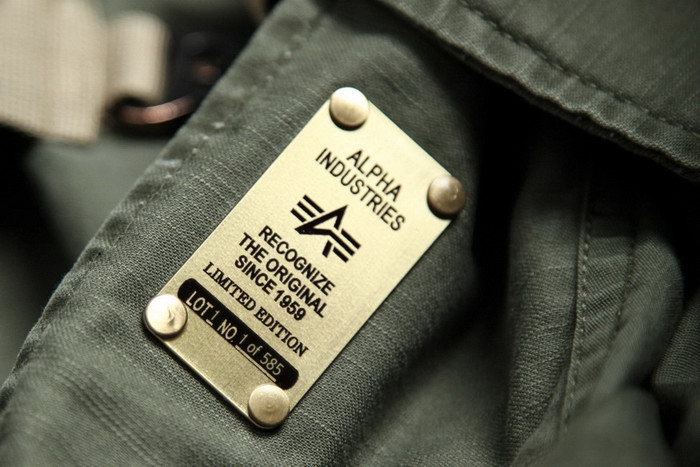 ALPHA
INDUSTRIES
RECOGNIZE
THE ORIGINAL
SINCE 1959
LIMITED EDITION
LOT 1 NO. 1 of 585